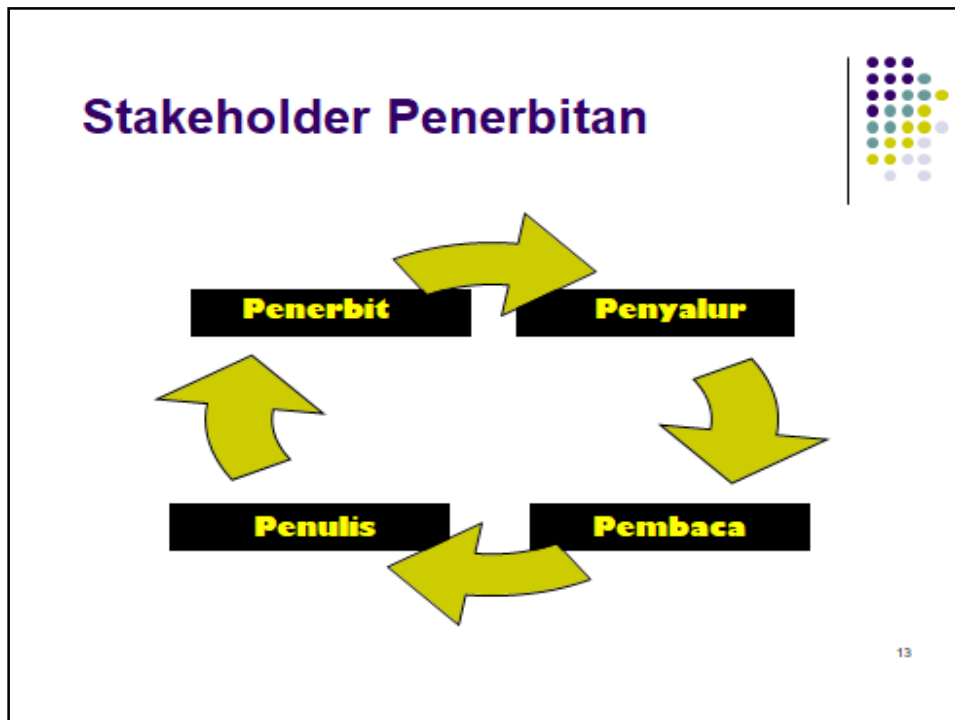 Stakeholder Penerbitan
Penerbit
Penyalur
Penulis
Pembaca
13